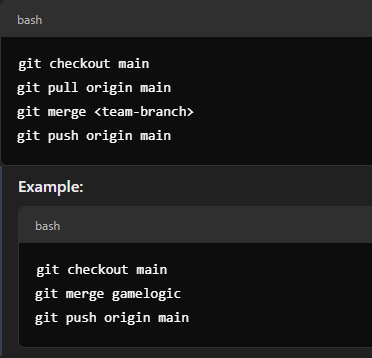 bash
git checkout main
git pull origin main
git merge <team-branch>
git push origin main
Example:
bash
git checkout main
git merge gamelogic
git push origin main